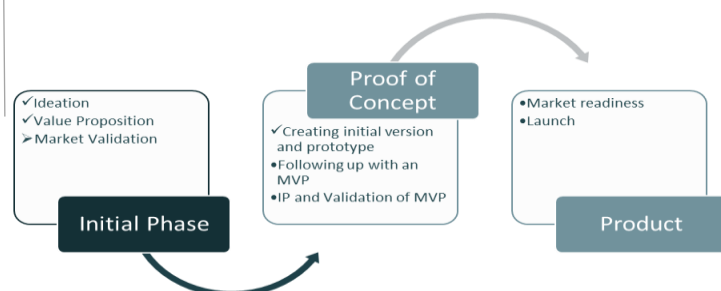 ✓Ideation
✓Value Proposition
➢Market Validation
Initial Phase
Proof of
Concept
✓Creating initial version
and prototype
•Following up with an
MVP
•IP and Validation of MVP
•Market readiness
•Launch
Product